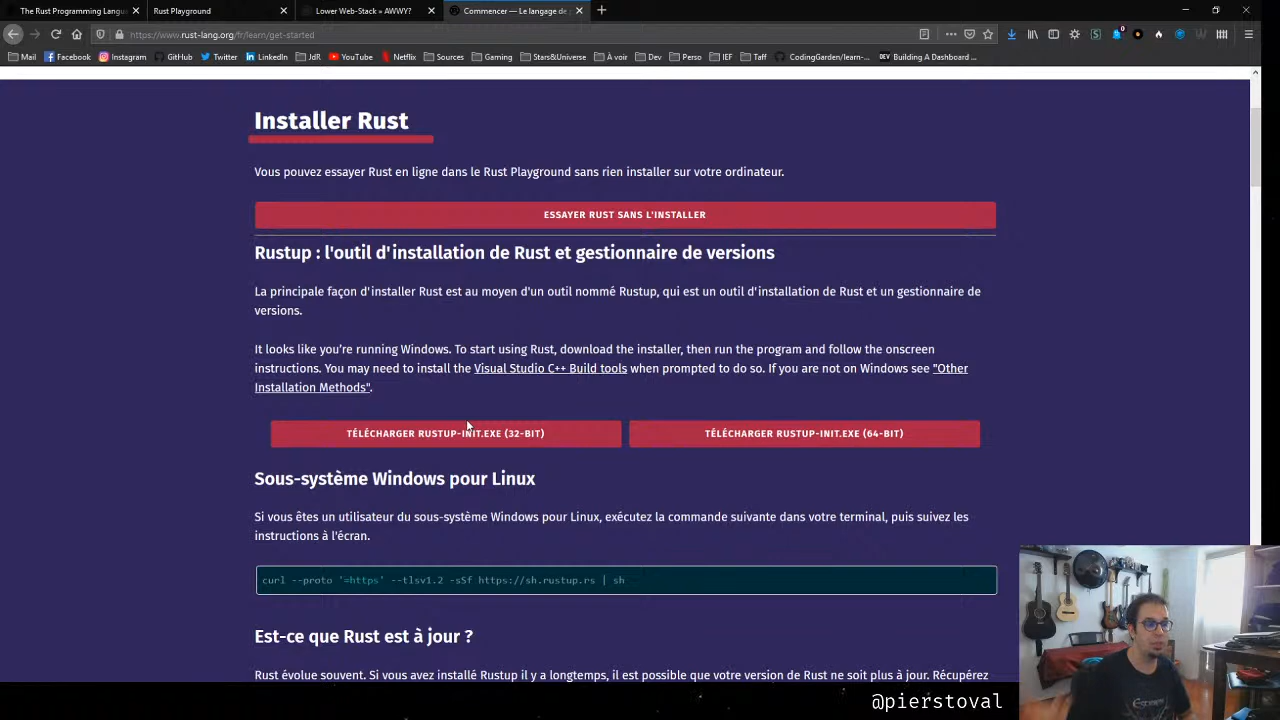 The Rust Programming Langu
Rust Playground
Lower Web-Stack » AWWY?
Commencer — Le langage de
https://www.rust-lang.org/fr/learn/get-started
Mail
Facebook
Instagram
GitHub
Twitter
LinkedIn
JdR
YouTube
Netflix
Sources
Gaming
Stars&Universe
À voir
Dev
Perso
IEF
Taff
CodingGarden/learn-...
DEV Building A Dashboard ...
Installer Rust
Vous pouvez essayer Rust en ligne dans le Rust Playground sans rien installer sur votre ordinateur.
ESSAYER RUST SANS L'INSTALLER
Rustup : l'outil d'installation de Rust et gestionnaire de versions
La principale façon d'installer Rust est au moyen d'un outil nommé Rustup, qui est un outil d'installation de Rust et un gestionnaire de
versions.
It looks like you're running Windows. To start using Rust, download the installer, then run the program and follow the onscreen
instructions. You may need to install the Visual Studio C++ Build tools when prompted to do so. If you are not on Windows see "Other
Installation Methods".
TÉLÉCHARGER RUSTUP-INIT.EXE (32-BIT)
TÉLÉCHARGER RUSTUP-INIT.EXE (64-BIT)
Sous-système Windows pour Linux
Si vous êtes un utilisateur du sous-système Windows pour Linux, exécutez la commande suivante dans votre terminal, puis suivez les
instructions à l'écran.
curl --proto '=https' --tlsv1.2 -sSf https://sh.rustup.rs | sh
Est-ce que Rust est à jour ?
Rust évolue souvent. Si vous avez installé Rustup il y a longtemps, il est possible que votre version de Rust ne soit plus à jour. Récupérez
@pierstoval